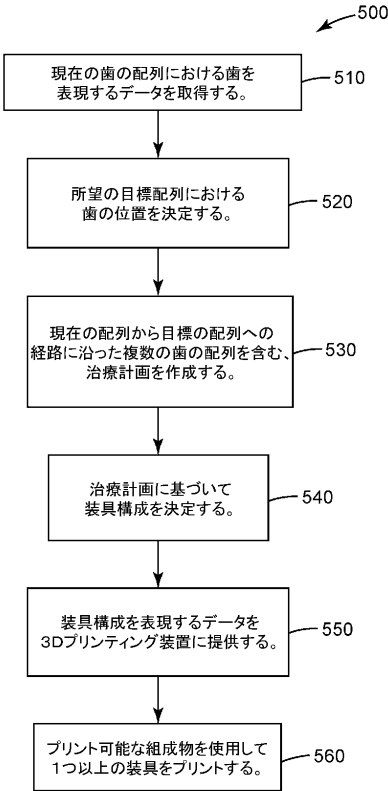 500
現在の歯の配列における歯を
表現するデータを取得する。
510
所望の目標配列における
歯の位置を決定する。
520
現在の配列から目標の配列への
経路に沿った複数の歯の配列を含む、
治療計画を作成する。
530
治療計画に基づいて
装具構成を決定する。
540
装具構成を表現するデータを
3Dプリンティング装置に提供する。
550
プリント可能な組成物を使用して
1つ以上の装具をプリントする。
560